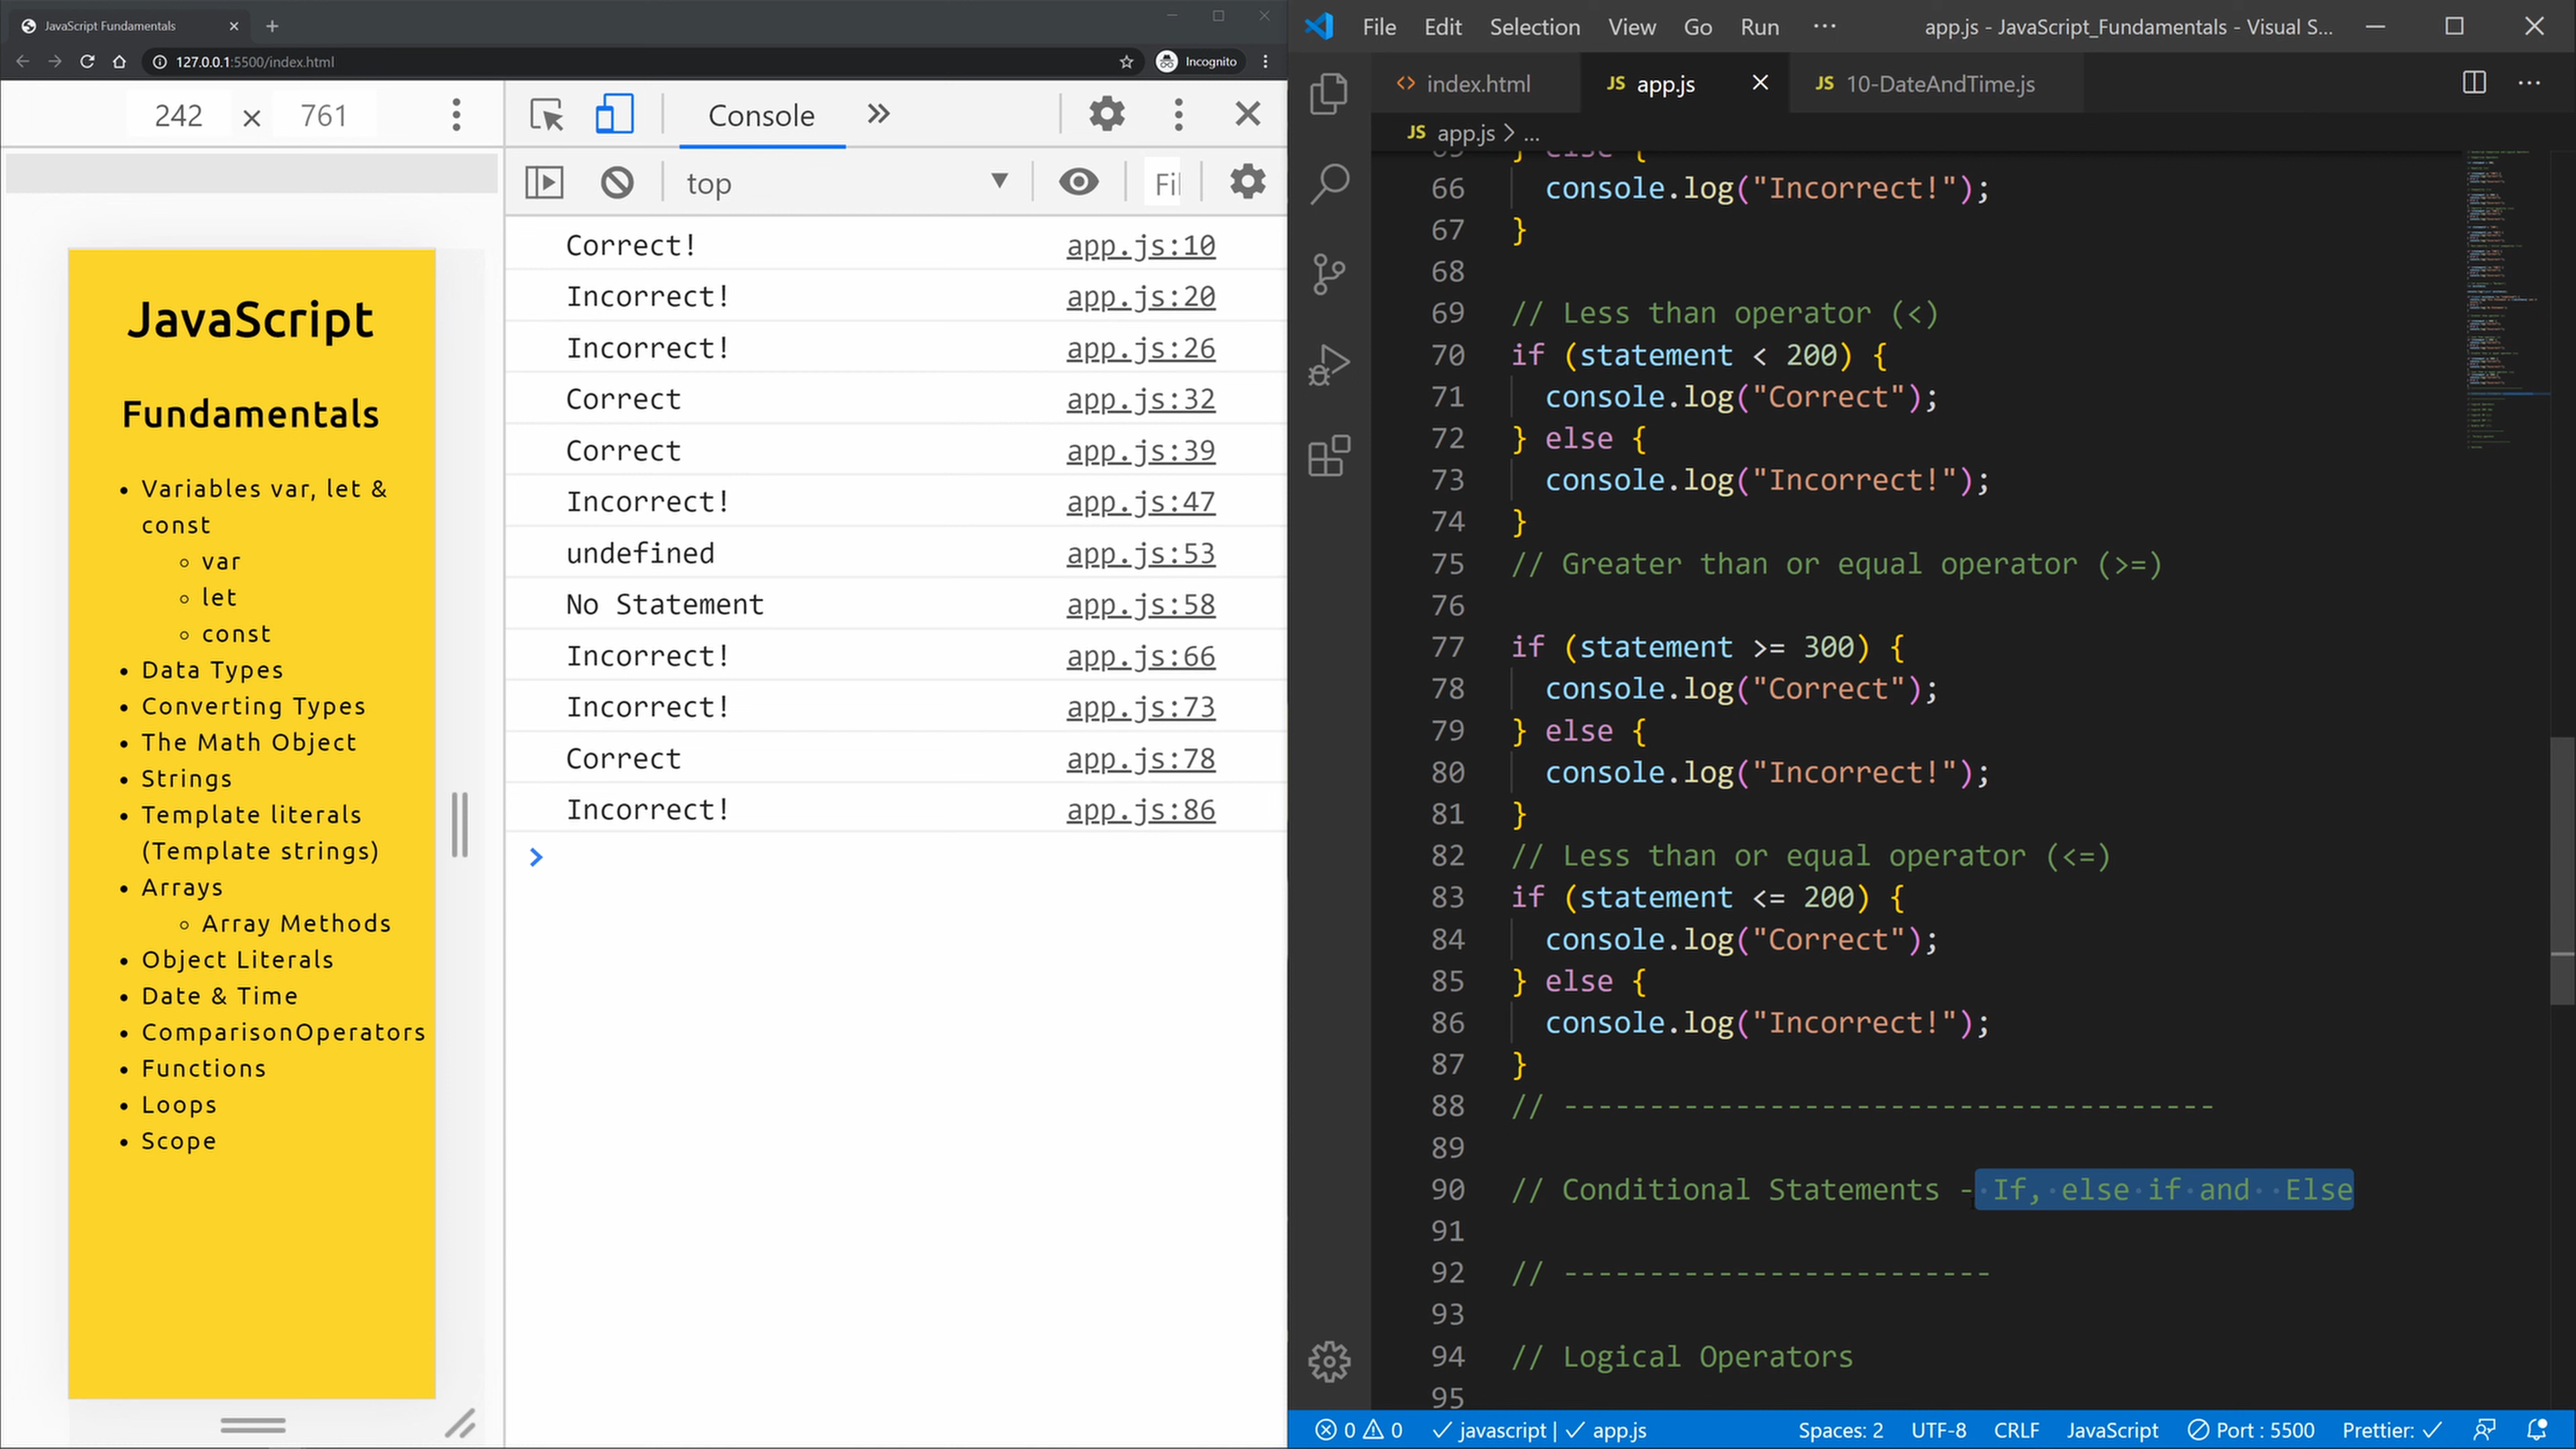 JavaScript Fundamentals
127.0.0.1:5500/index.html
Incognito
242 × 761
Console
top
Fil
Correct! app.js:10
Incorrect! app.js:20
Incorrect! app.js:26
Correct app.js:32
Correct app.js:39
Incorrect! app.js:47
undefined app.js:53
No Statement app.js:58
Incorrect! app.js:66
Incorrect! app.js:73
Correct app.js:78
Incorrect! app.js:86
JavaScript
Fundamentals
Variables var, let &
const
var
let
const
Data Types
Converting Types
The Math Object
Strings
Template literals
(Template strings)
Arrays
Array Methods
Object Literals
Date & Time
ComparisonOperators
Functions
Loops
Scope
File Edit Selection View Go Run ··· app.js - JavaScript_Fundamentals - Visual S...
index.html JS app.js JS 10-DateAndTime.js
JS app.js > ...
65 } else {
66 console.log("Incorrect!");
67 }
68
69 // Less than operator (<)
70 if (statement < 200) {
71 console.log("Correct");
72 } else {
73 console.log("Incorrect!");
74 }
75 // Greater than or equal operator (>=)
76
77 if (statement >= 300) {
78 console.log("Correct");
79 } else {
80 console.log("Incorrect!");
81 }
82 // Less than or equal operator (<=)
83 if (statement <= 200) {
84 console.log("Correct");
85 } else {
86 console.log("Incorrect!");
87 }
88 // --------------------------------------
89
90 // Conditional Statements - If, else if and  Else
91
92 // -------------------------
93
94 // Logical Operators
95
0 0 javascript | app.js Spaces: 2 UTF-8 CRLF JavaScript Port : 5500 Prettier: ✓